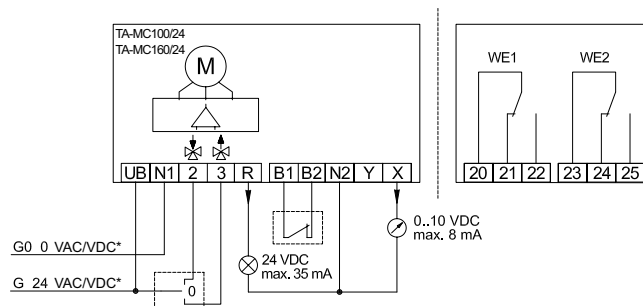 TA-MC100/24
TA-MC160/24
M
WE1 WE2
UB N1 2 3 R B1 B2 N2 Y X
20 21 22 23 24 25
0..10 VDC
max. 8 mA
G0 0 VAC/VDC*
24 VDC
max. 35 mA
G 24 VAC/VDC*
0